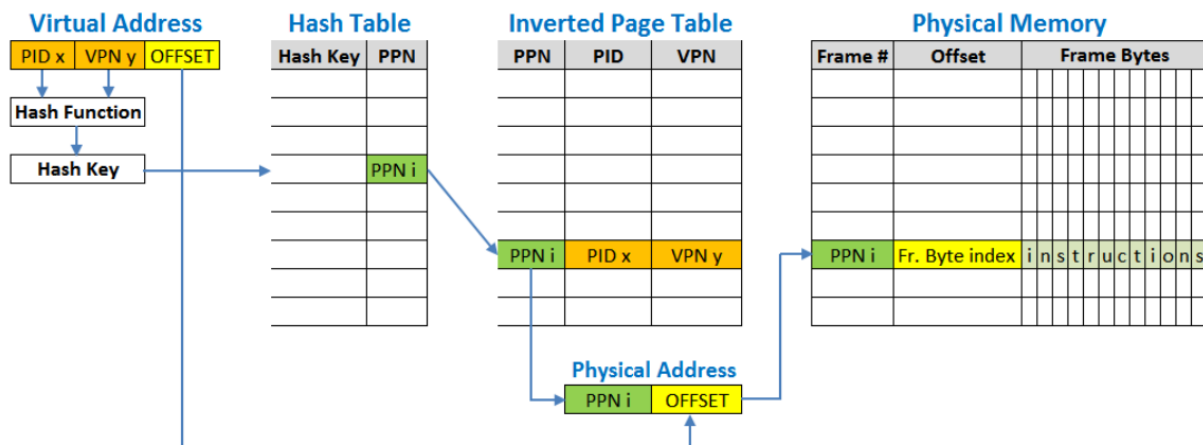 Virtual Address
PID x VPN y OFFSET
Hash Function
Hash Key
Hash Table
Hash Key PPN
PPN i
Inverted Page Table
PPN PID VPN
PPN i PID x VPN y
Physical Address
PPN i OFFSET
Physical Memory
Frame # Offset Frame Bytes
PPN i Fr. Byte index i n s t r u c t i o n s